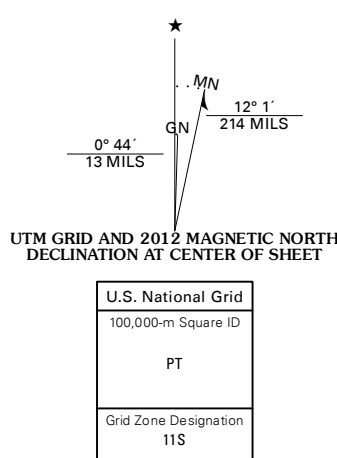 ★
MN
GN
12° 1´
214 MILS
0° 44´
13 MILS
UTM GRID AND 2012 MAGNETIC NORTH
DECLINATION AT CENTER OF SHEET
U.S. National Grid
100,000-m Square ID
PT
Grid Zone Designation
11S